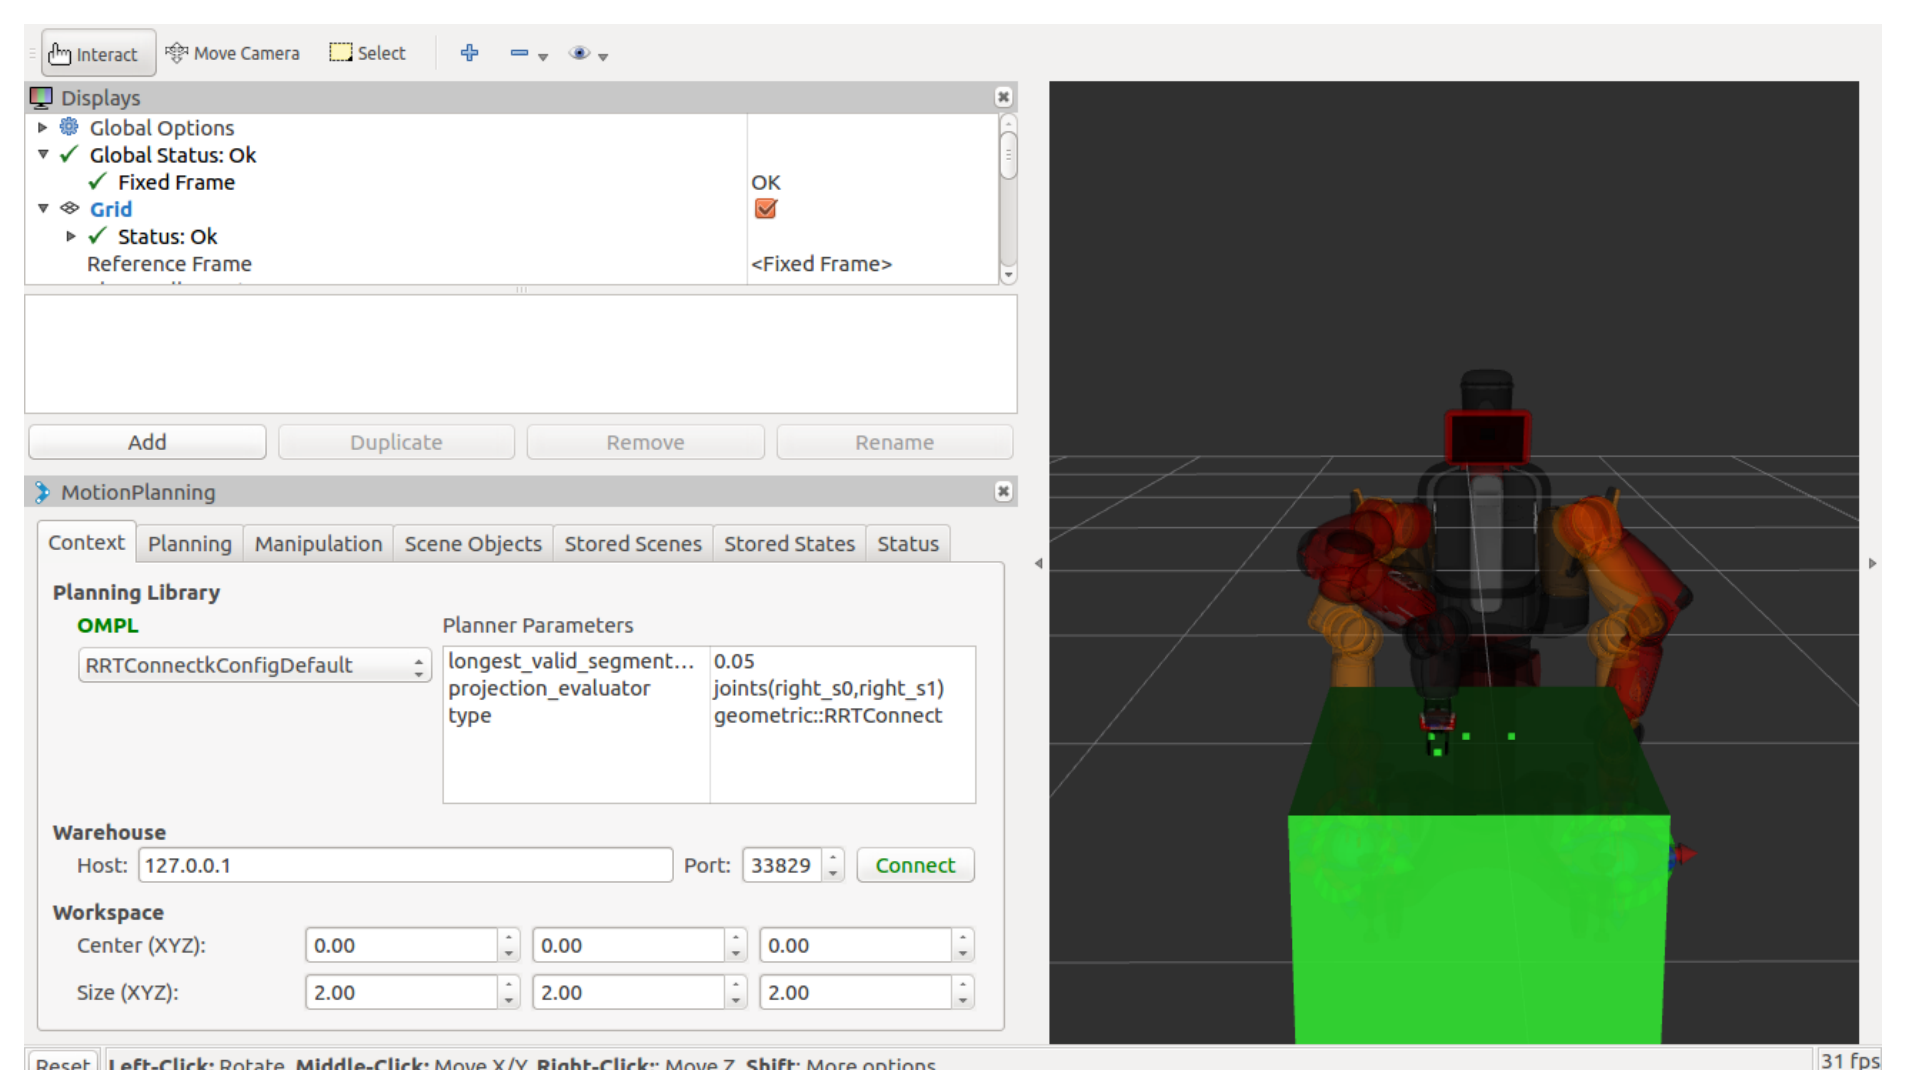 Interact Move Camera Select
Displays
Global Options
Global Status: Ok
Fixed Frame OK
Grid
Status: Ok
Reference Frame <Fixed Frame>
Add Duplicate Remove Rename
MotionPlanning
Context Planning Manipulation Scene Objects Stored Scenes Stored States Status
Planning Library
OMPL Planner Parameters
RRTConnectkConfigDefault
longest_valid_segment... 0.05
projection_evaluator joints(right_s0,right_s1)
type geometric::RRTConnect
Warehouse
Host: 127.0.0.1 Port: 33829 Connect
Workspace
Center (XYZ): 0.00 0.00 0.00
Size (XYZ): 2.00 2.00 2.00
Reset Left-Click: Rotate. Middle-Click: Move X/Y. Right-Click:: Move Z. Shift: More options. 31 fps